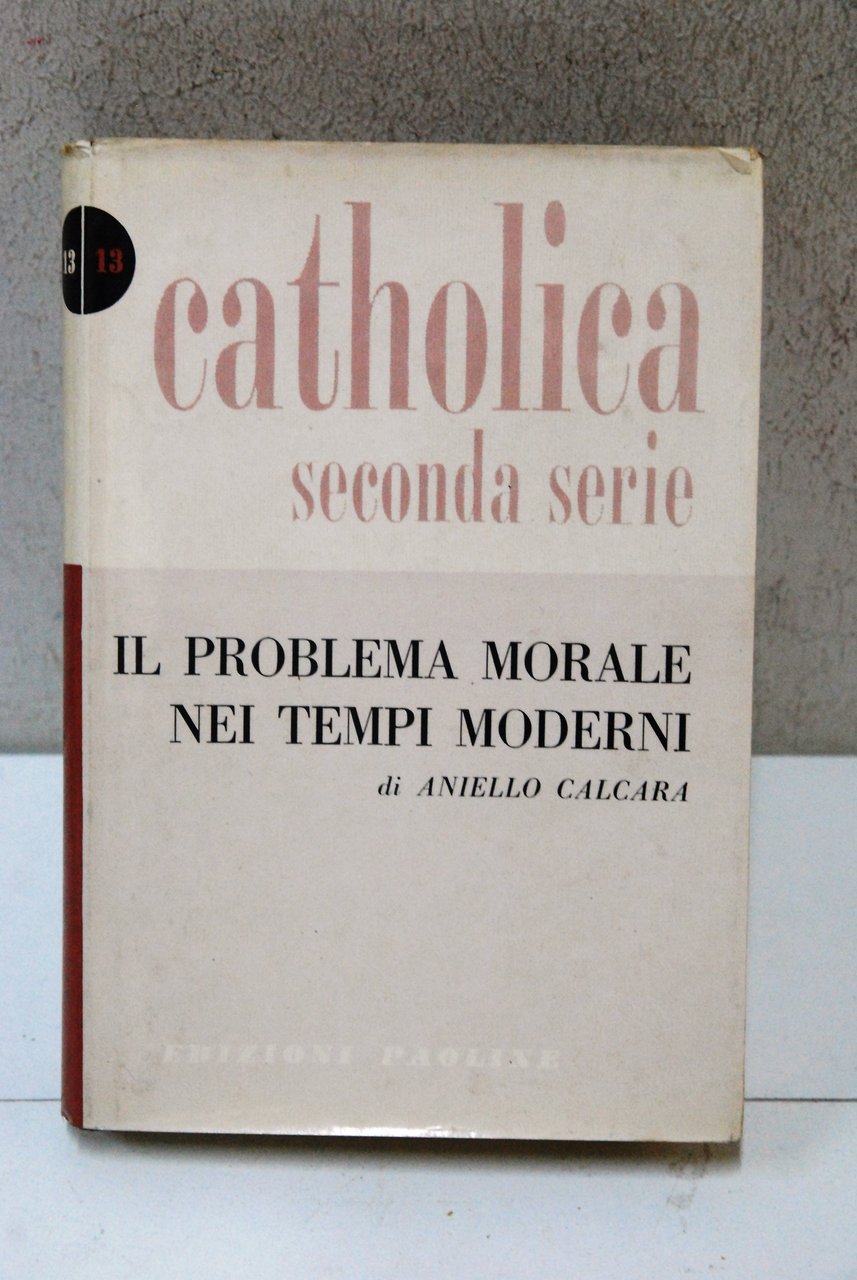 13 13
catholica
seconda serie
IL PROBLEMA MORALE
NEI TEMPI MODERNI
di ANIELLO CALCARA
EDIZIONI PAOLINE